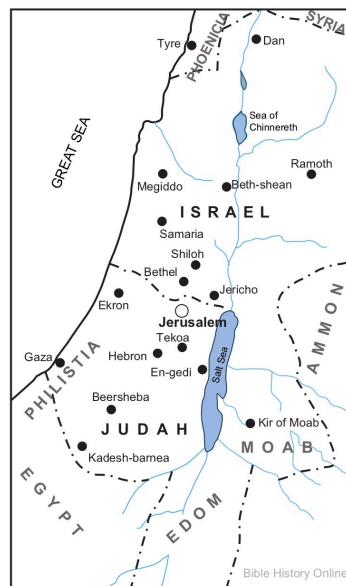 SYRIA
PHOENICIA
Tyre
Dan
Sea of
Chinnereth
GREAT SEA
Ramoth
Megiddo
Beth-shean
ISRAEL
Samaria
Shiloh
Bethel
Jericho
Ekron
Jerusalem
AMMON
Tekoa
Gaza
Hebron
Salt Sea
PHILISTIA
En-gedi
Beersheba
Kir of Moab
JUDAH
MOAB
Kadesh-barnea
EGYPT
EDOM
Bible History Online